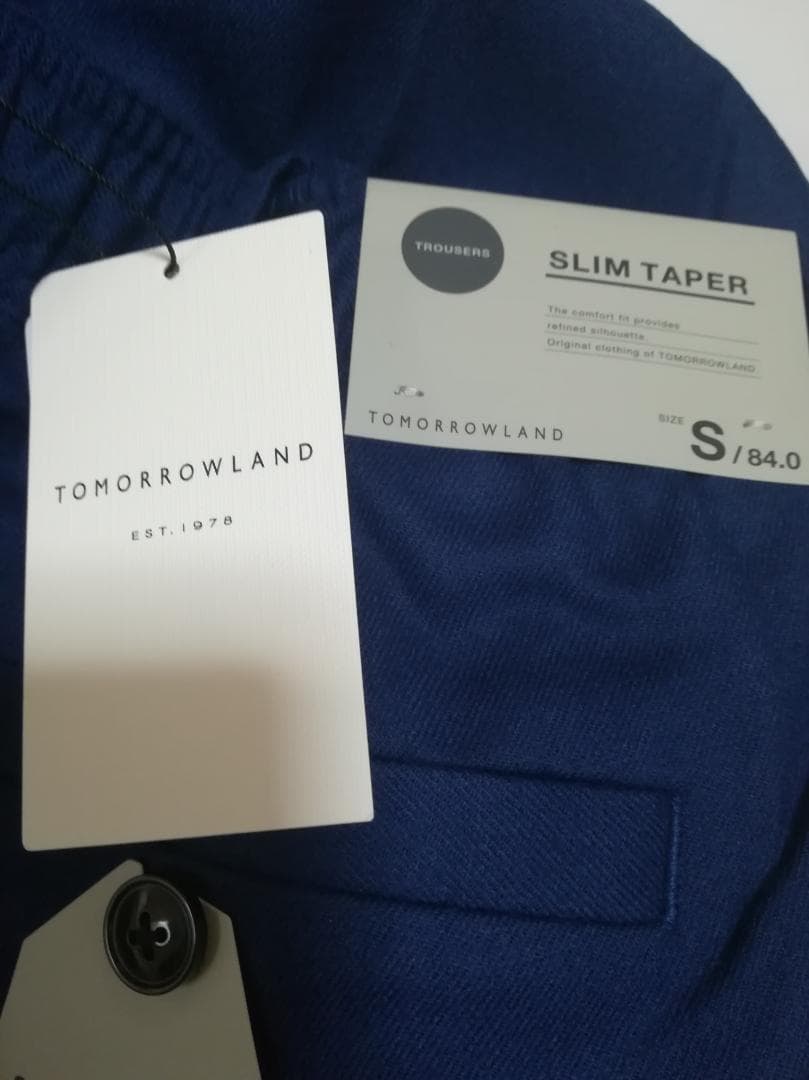 TROUSERS
SLIM TAPER
The comfort fit provides
refined silhouette.
Original clothing of TOMORROWLAND
TOMORROWLAND
SIZE S / 84.0
TOMORROWLAND
EST. 1978